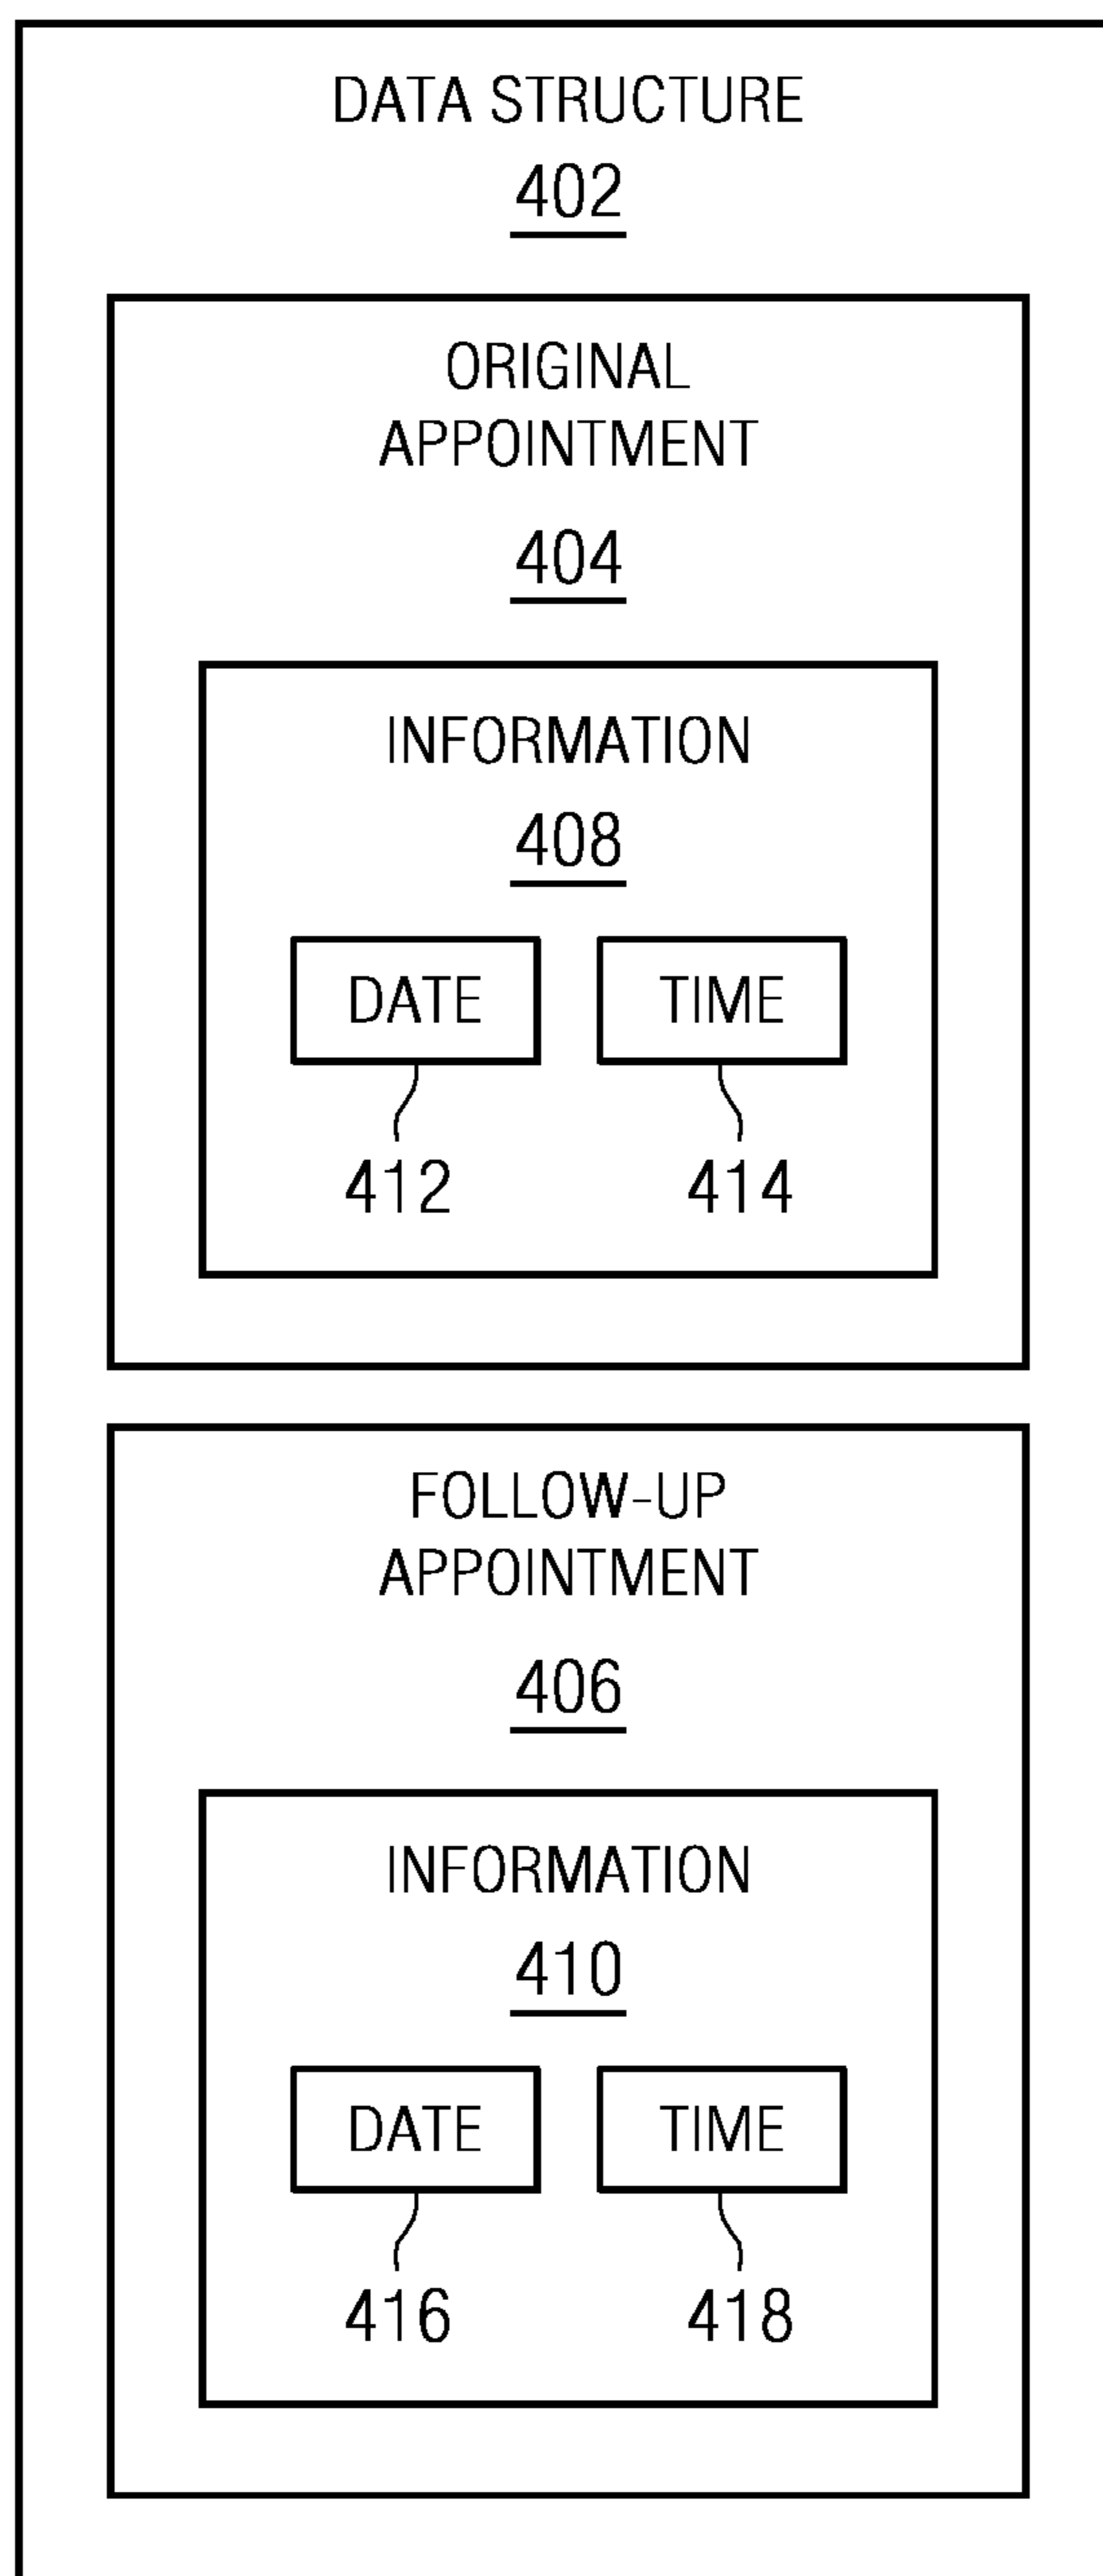 DATA STRUCTURE
402
ORIGINAL
APPOINTMENT
404
INFORMATION
408
DATE TIME
412 414
FOLLOW-UP
APPOINTMENT
406
INFORMATION
410
DATE TIME
416 418